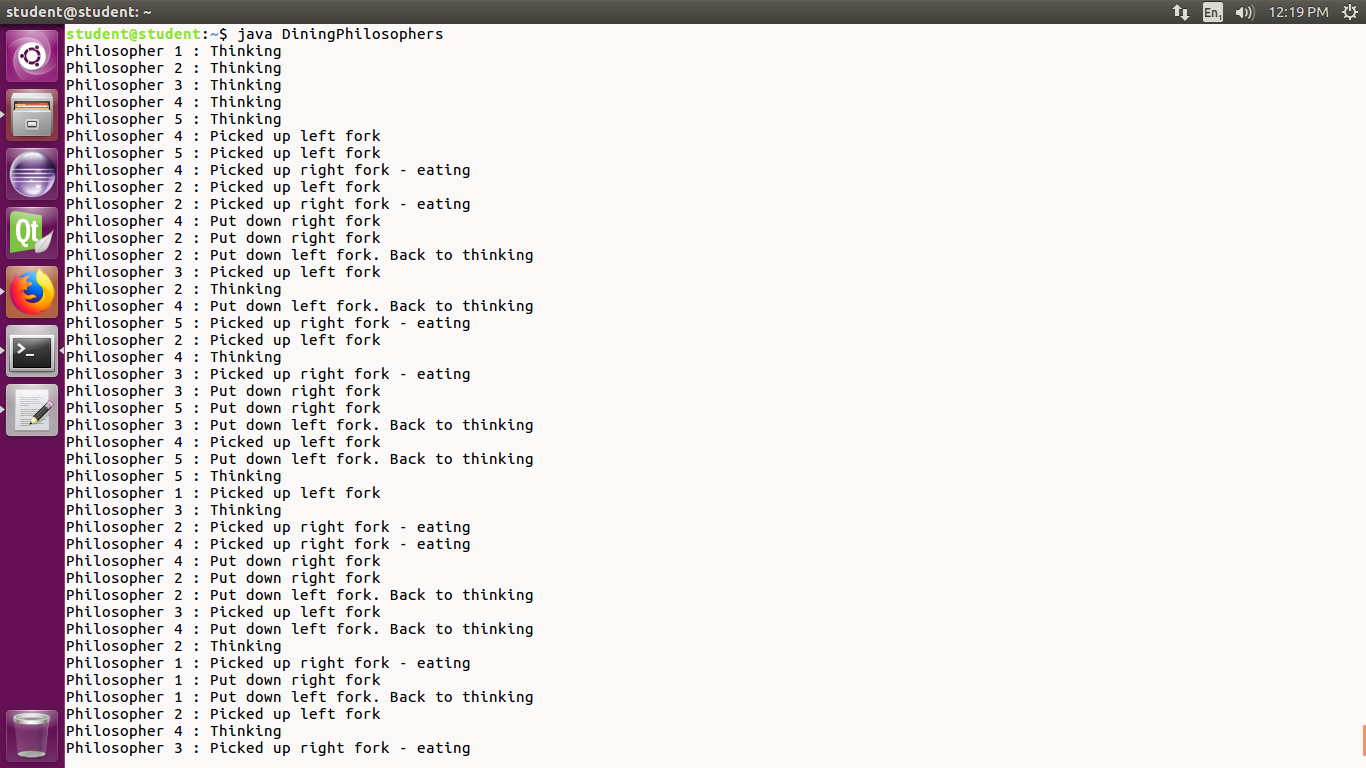 student@student: ~
En1
12:19 PM
student@student:~$ java DiningPhilosophers
Philosopher 1 : Thinking
Philosopher 2 : Thinking
Philosopher 3 : Thinking
Philosopher 4 : Thinking
Philosopher 5 : Thinking
Philosopher 4 : Picked up left fork
Philosopher 5 : Picked up left fork
Philosopher 4 : Picked up right fork - eating
Philosopher 2 : Picked up left fork
Philosopher 2 : Picked up right fork - eating
Philosopher 4 : Put down right fork
Philosopher 2 : Put down right fork
Philosopher 2 : Put down left fork. Back to thinking
Philosopher 3 : Picked up left fork
Philosopher 2 : Thinking
Philosopher 4 : Put down left fork. Back to thinking
Philosopher 5 : Picked up right fork - eating
Philosopher 2 : Picked up left fork
Philosopher 4 : Thinking
Philosopher 3 : Picked up right fork - eating
Philosopher 3 : Put down right fork
Philosopher 5 : Put down right fork
Philosopher 3 : Put down left fork. Back to thinking
Philosopher 4 : Picked up left fork
Philosopher 5 : Put down left fork. Back to thinking
Philosopher 5 : Thinking
Philosopher 1 : Picked up left fork
Philosopher 3 : Thinking
Philosopher 2 : Picked up right fork - eating
Philosopher 4 : Picked up right fork - eating
Philosopher 4 : Put down right fork
Philosopher 2 : Put down right fork
Philosopher 2 : Put down left fork. Back to thinking
Philosopher 3 : Picked up left fork
Philosopher 4 : Put down left fork. Back to thinking
Philosopher 2 : Thinking
Philosopher 1 : Picked up right fork - eating
Philosopher 1 : Put down right fork
Philosopher 1 : Put down left fork. Back to thinking
Philosopher 2 : Picked up left fork
Philosopher 4 : Thinking
Philosopher 3 : Picked up right fork - eating
Qt
>_